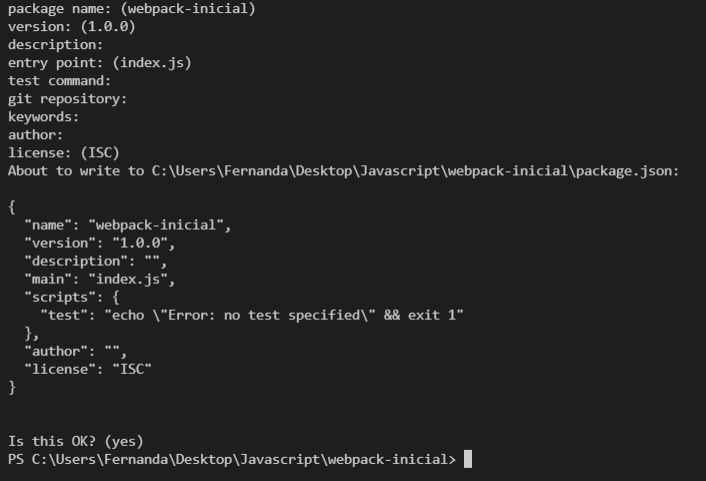 package name: (webpack-inicial)
version: (1.0.0)
description:
entry point: (index.js)
test command:
git repository:
keywords:
author:
license: (ISC)
About to write to C:\Users\Fernanda\Desktop\Javascript\webpack-inicial\package.json:

{
  "name": "webpack-inicial",
  "version": "1.0.0",
  "description": "",
  "main": "index.js",
  "scripts": {
    "test": "echo \"Error: no test specified\" && exit 1"
  },
  "author": "",
  "license": "ISC"
}

Is this OK? (yes)
PS C:\Users\Fernanda\Desktop\Javascript\webpack-inicial>